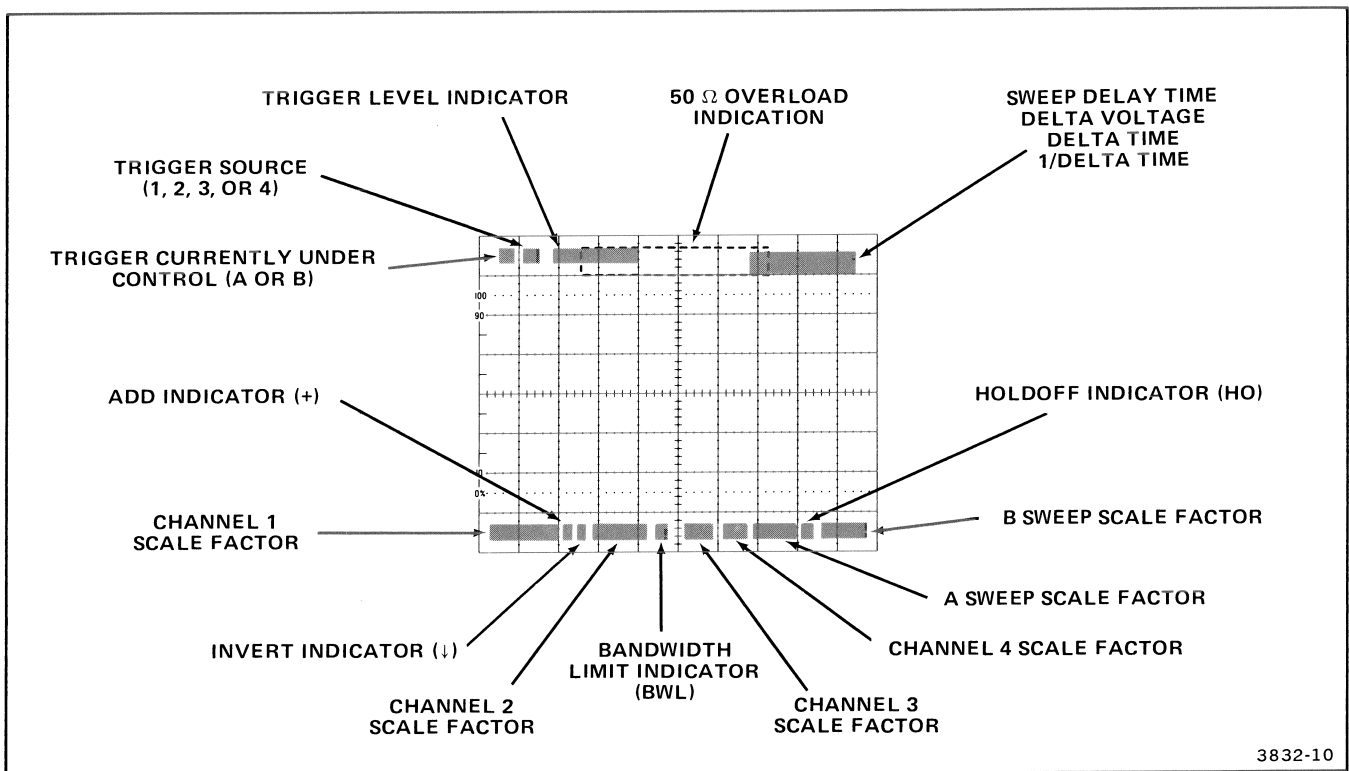 TRIGGER LEVEL INDICATOR
50 Ω OVERLOAD
INDICATION
SWEEP DELAY TIME
DELTA VOLTAGE
DELTA TIME
1/DELTA TIME
TRIGGER SOURCE
(1, 2, 3, OR 4)
TRIGGER CURRENTLY UNDER
CONTROL (A OR B)
100
90
ADD INDICATOR (+)
HOLDOFF INDICATOR (HO)
0%
CHANNEL 1
SCALE FACTOR
B SWEEP SCALE FACTOR
A SWEEP SCALE FACTOR
INVERT INDICATOR (↓)
BANDWIDTH
LIMIT INDICATOR
(BWL)
CHANNEL 4 SCALE FACTOR
CHANNEL 2
SCALE FACTOR
CHANNEL 3
SCALE FACTOR
3832-10